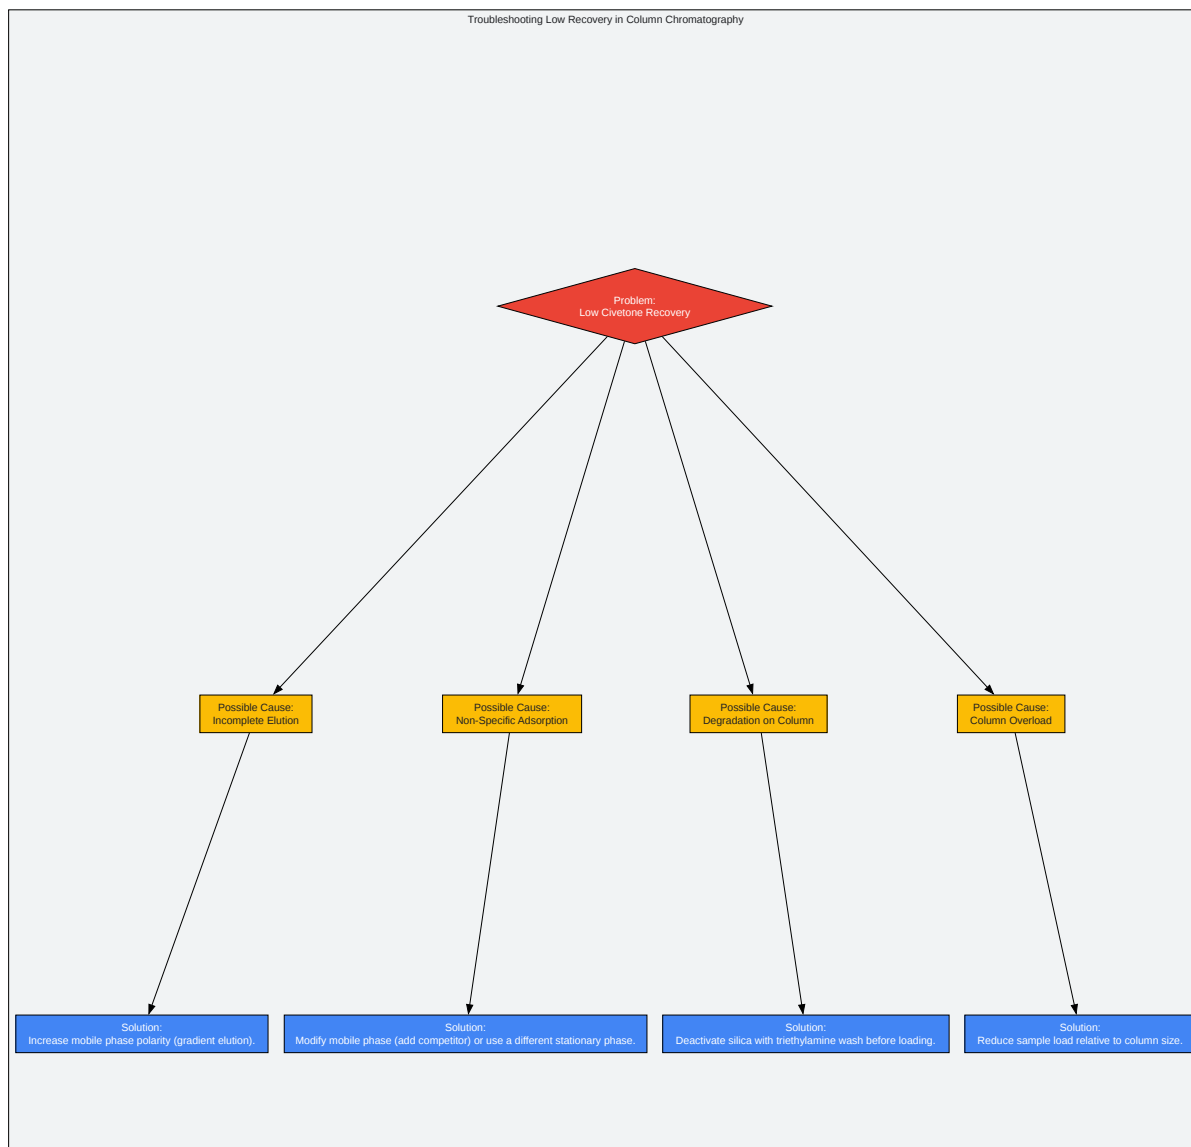 Troubleshooting Low Recovery in Column Chromatography
Problem:
Low Civetone Recovery
Possible Cause:
Incomplete Elution
Possible Cause:
Non-Specific Adsorption
Possible Cause:
Degradation on Column
Possible Cause:
Column Overload
Solution:
Increase mobile phase polarity (gradient elution).
Solution:
Modify mobile phase (add competitor) or use a different stationary phase.
Solution:
Deactivate silica with triethylamine wash before loading.
Solution:
Reduce sample load relative to column size.